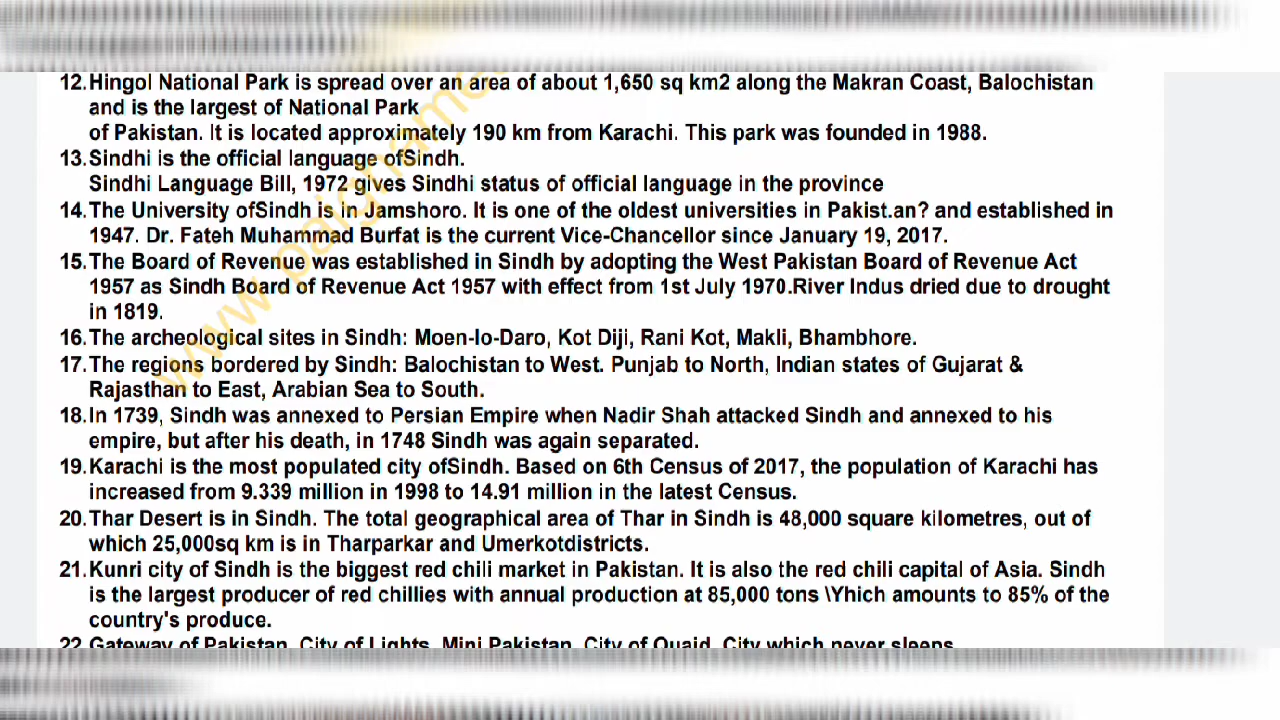 12.Hingol National Park is spread over an area of about 1,650 sq km2 along the Makran Coast, Balochistan
and is the largest of National Park
of Pakistan. It is located approximately 190 km from Karachi. This park was founded in 1988.
13.Sindhi is the official language ofSindh.
Sindhi Language Bill, 1972 gives Sindhi status of official language in the province
14.The University ofSindh is in Jamshoro. It is one of the oldest universities in Pakist.an? and established in
1947. Dr. Fateh Muhammad Burfat is the current Vice-Chancellor since January 19, 2017.
15.The Board of Revenue was established in Sindh by adopting the West Pakistan Board of Revenue Act
1957 as Sindh Board of Revenue Act 1957 with effect from 1st July 1970.River Indus dried due to drought
in 1819.
16.The archeological sites in Sindh: Moen-lo-Daro, Kot Diji, Rani Kot, Makli, Bhambhore.
17.The regions bordered by Sindh: Balochistan to West. Punjab to North, Indian states of Gujarat &
Rajasthan to East, Arabian Sea to South.
18.In 1739, Sindh was annexed to Persian Empire when Nadir Shah attacked Sindh and annexed to his
empire, but after his death, in 1748 Sindh was again separated.
19.Karachi is the most populated city ofSindh. Based on 6th Census of 2017, the population of Karachi has
increased from 9.339 million in 1998 to 14.91 million in the latest Census.
20.Thar Desert is in Sindh. The total geographical area of Thar in Sindh is 48,000 square kilometres, out of
which 25,000sq km is in Tharparkar and Umerkotdistricts.
21.Kunri city of Sindh is the biggest red chili market in Pakistan. It is also the red chili capital of Asia. Sindh
is the largest producer of red chillies with annual production at 85,000 tons \Yhich amounts to 85% of the
country's produce.
22.Gateway of Pakistan, City of Lights, Mini Pakistan, City of Quaid, City which never sleeps